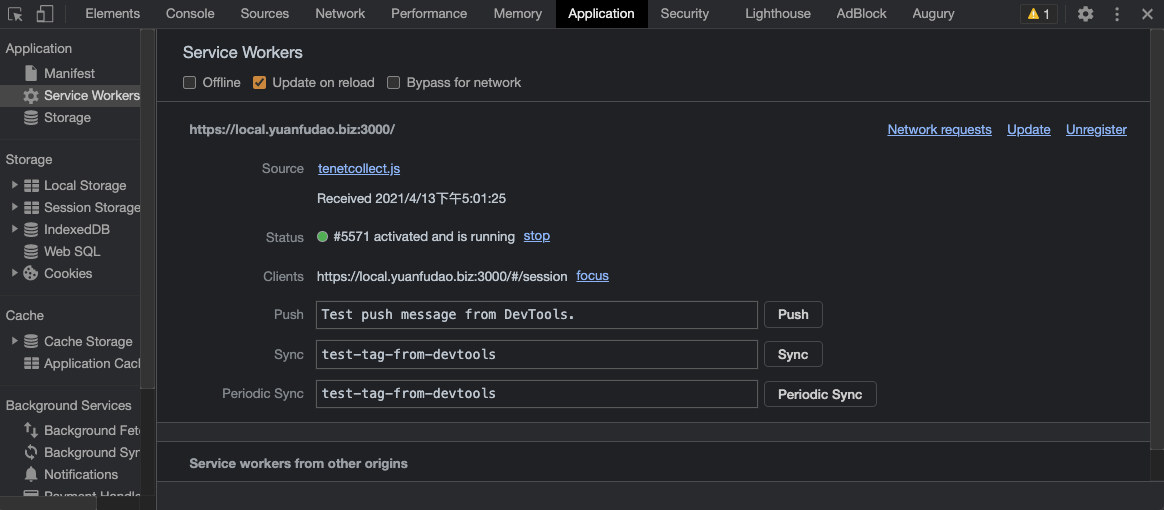 Elements Console Sources Network Performance Memory Application Security Lighthouse AdBlock Augury 1
Application
Manifest
Service Workers
Storage
Storage
Local Storage
Session Storage
IndexedDB
Web SQL
Cookies
Cache
Cache Storage
Application Cacl
Background Services
Background Fet
Background Syn
Notifications
Payment Handle
Service Workers
Offline Update on reload Bypass for network
https://local.yuanfudao.biz:3000/ Network requests Update Unregister
Source tenetcollect.js
Received 2021/4/13下午5:01:25
Status #5571 activated and is running stop
Clients https://local.yuanfudao.biz:3000/#/session focus
Push Test push message from DevTools. Push
Sync test-tag-from-devtools Sync
Periodic Sync test-tag-from-devtools Periodic Sync
Service workers from other origins